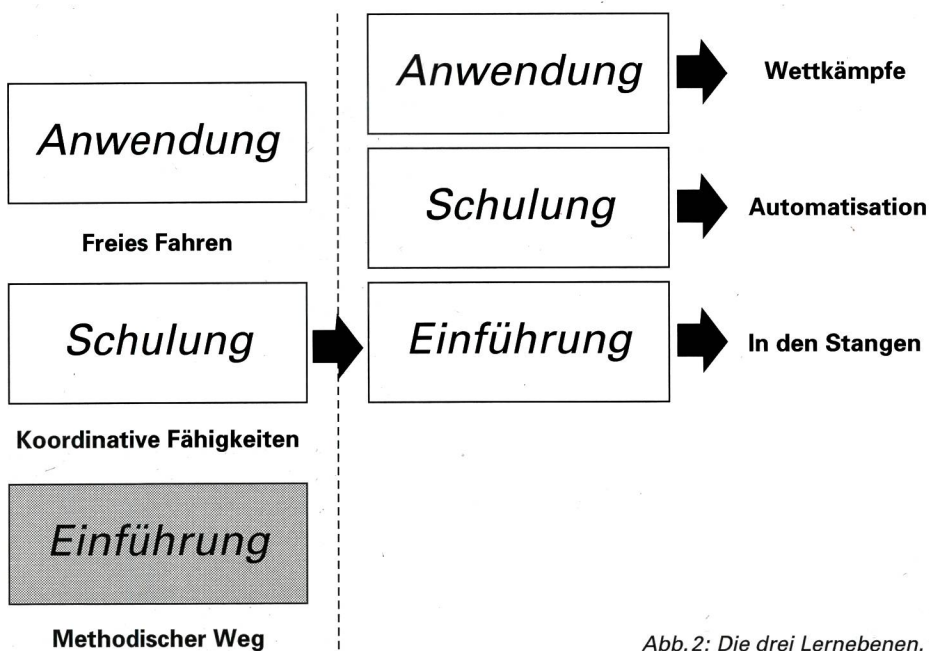 Anwendung
Freies Fahren
Schulung
Koordinative Fähigkeiten
Einführung
Methodischer Weg
Anwendung
Wettkämpfe
Schulung
Automatisation
Einführung
In den Stangen
Abb. 2: Die drei Lernebenen.